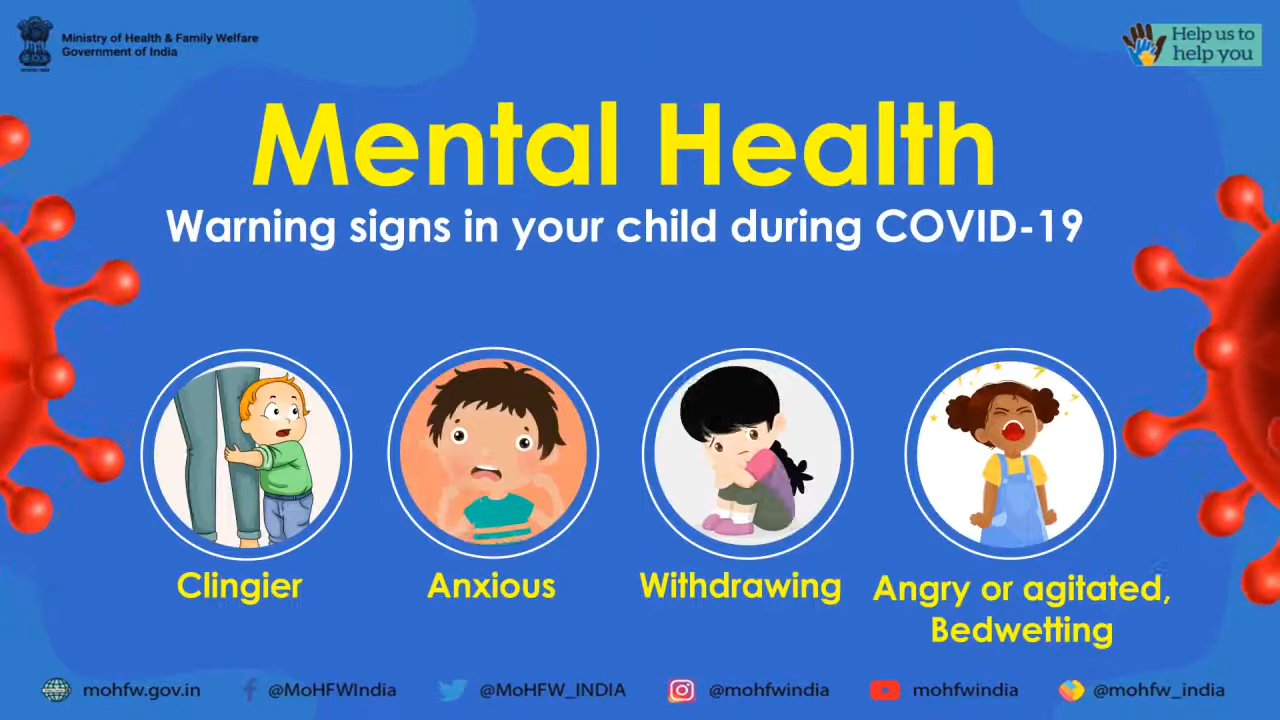 Ministry of Health & Family Welfare
Government of India
Help us to
help you
Mental Health
Warning signs in your child during COVID-19
Clingier
Anxious
Withdrawing
Angry or agitated,
Bedwetting
mohfw.gov.in
@MoHFWIndia
@MoHFW_INDIA
@mohfwindia
mohfwindia
@mohfw_india